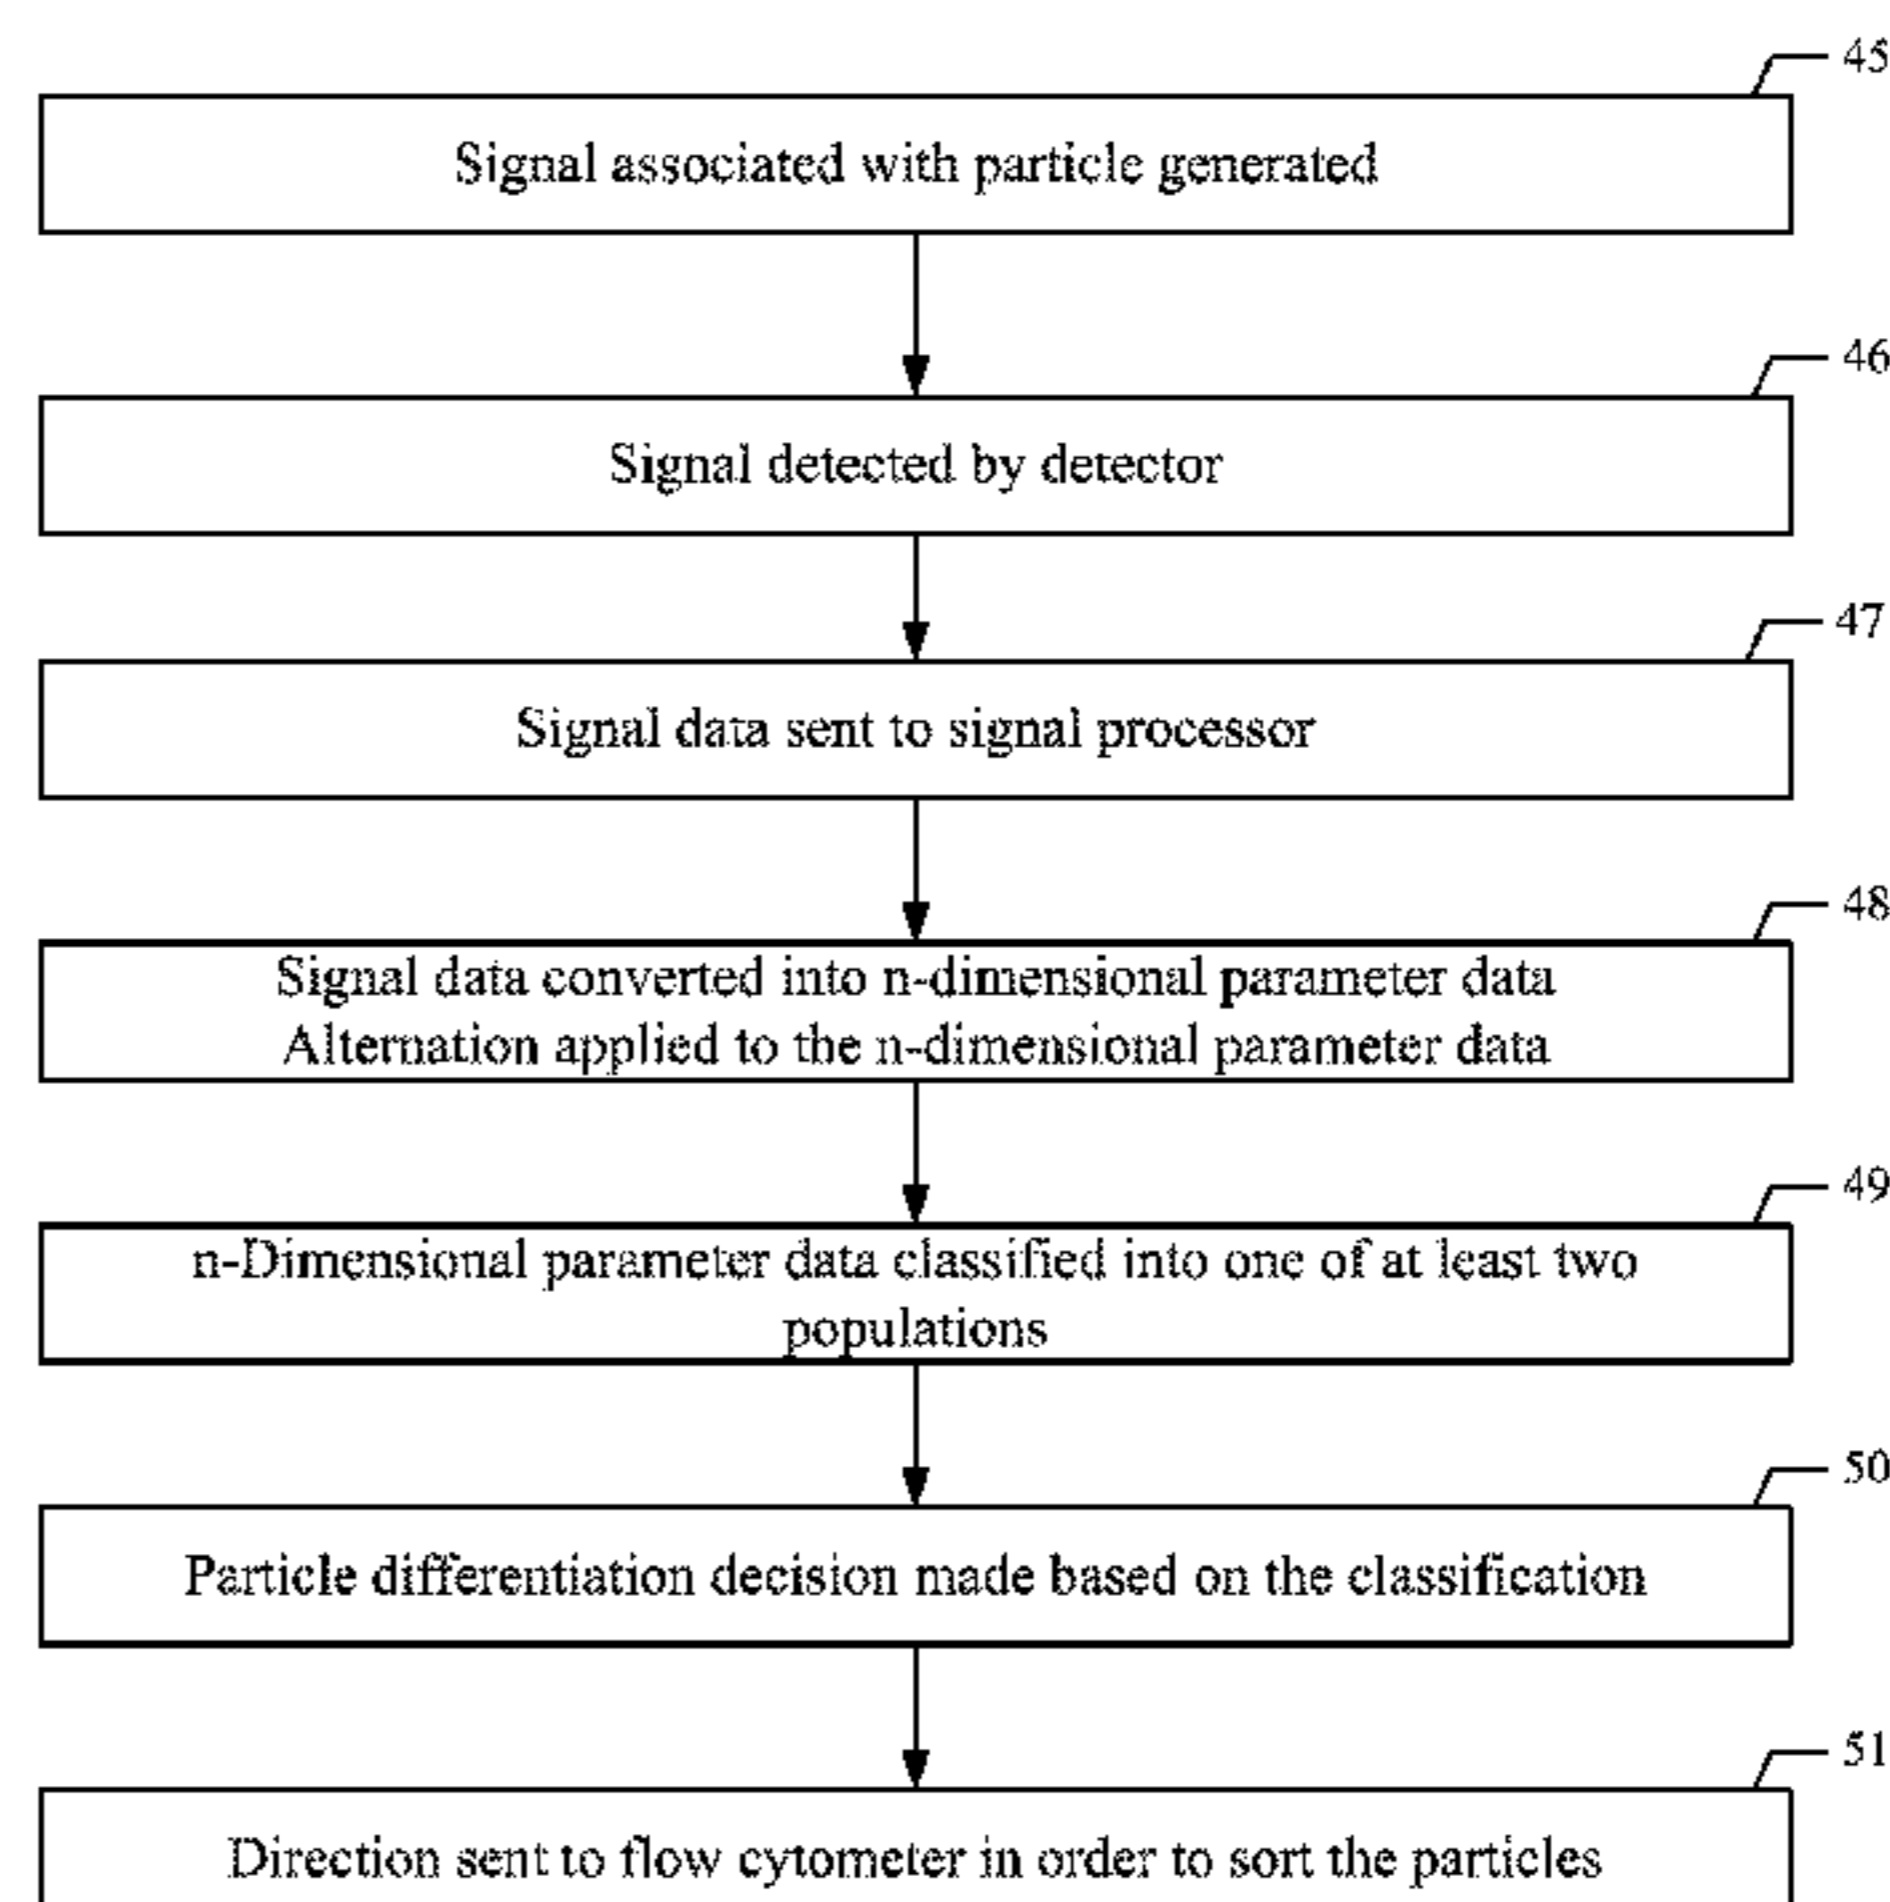 45
Signal associated with particle generated
46
Signal detected by detector
47
Signal data sent to signal processor
48
Signal data converted into n-dimensional parameter data
Alternation applied to the n-dimensional parameter data
49
n-Dimensional parameter data classified into one of at least two
populations
50
Particle differentiation decision made based on the classification
51
Direction sent to flow cytometer in order to sort the particles